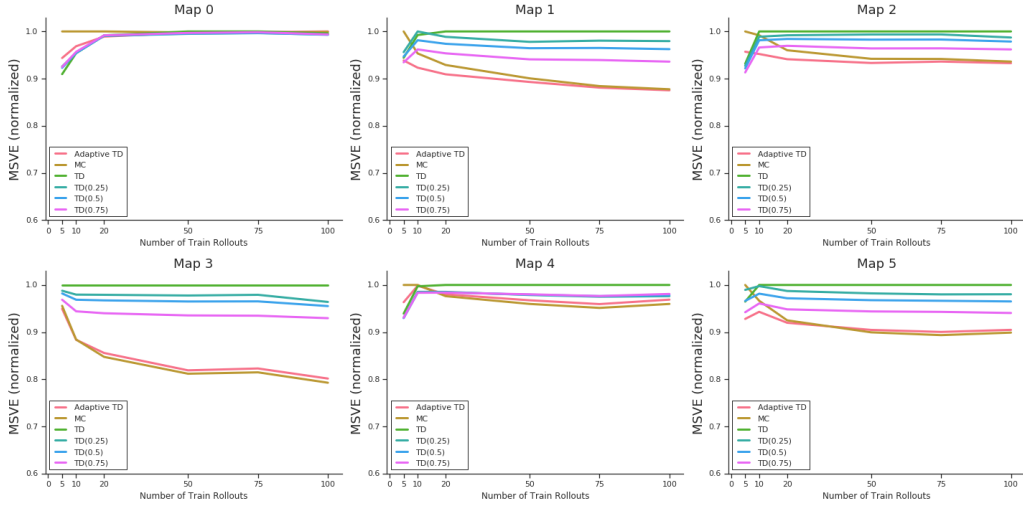 Map 0
MSVE (normalized)
1.0
0.9
0.8
0.7
0.6
Adaptive TD
MC
TD
TD(0.25)
TD(0.5)
TD(0.75)
0 5 10 20 50 75 100
Number of Train Rollouts
Map 1
MSVE (normalized)
1.0
0.9
0.8
0.7
0.6
Adaptive TD
MC
TD
TD(0.25)
TD(0.5)
TD(0.75)
0 5 10 20 50 75 100
Number of Train Rollouts
Map 2
MSVE (normalized)
1.0
0.9
0.8
0.7
0.6
Adaptive TD
MC
TD
TD(0.25)
TD(0.5)
TD(0.75)
0 5 10 20 50 75 100
Number of Train Rollouts
Map 3
MSVE (normalized)
1.0
0.9
0.8
0.7
0.6
Adaptive TD
MC
TD
TD(0.25)
TD(0.5)
TD(0.75)
0 5 10 20 50 75 100
Number of Train Rollouts
Map 4
MSVE (normalized)
1.0
0.9
0.8
0.7
0.6
Adaptive TD
MC
TD
TD(0.25)
TD(0.5)
TD(0.75)
0 5 10 20 50 75 100
Number of Train Rollouts
Map 5
MSVE (normalized)
1.0
0.9
0.8
0.7
0.6
Adaptive TD
MC
TD
TD(0.25)
TD(0.5)
TD(0.75)
0 5 10 20 50 75 100
Number of Train Rollouts